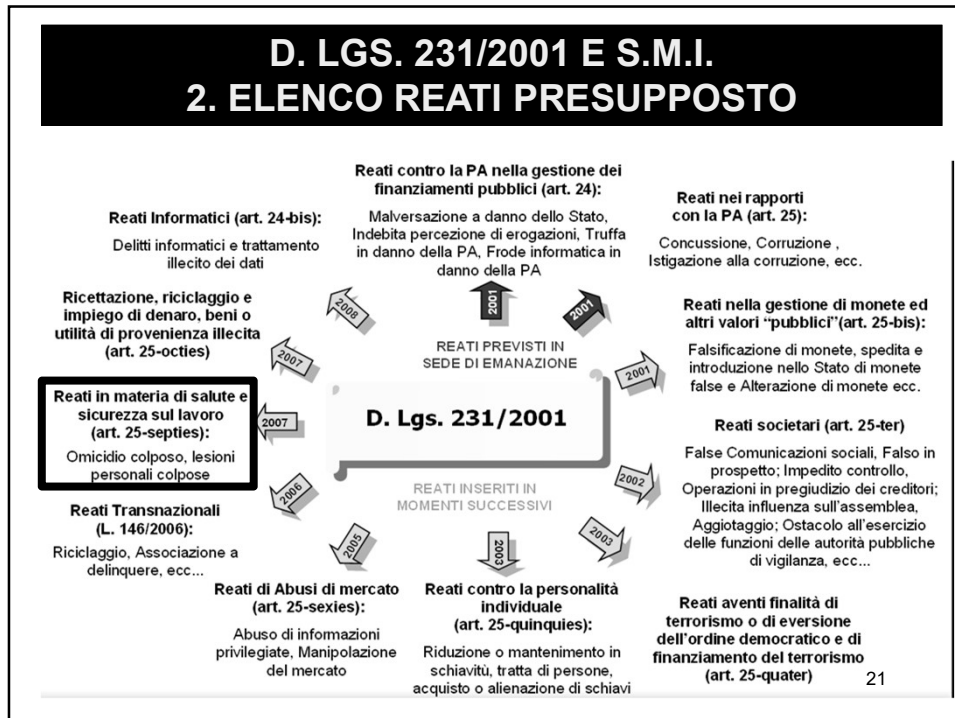 D. LGS. 231/2001 E S.M.I.
2. ELENCO REATI PRESUPPOSTO
Reati contro la PA nella gestione dei
finanziamenti pubblici (art. 24):
Malversazione a danno dello Stato,
Indebita percezione di erogazioni, Truffa
in danno della PA, Frode informatica in
danno della PA
2001
Reati nei rapporti
con la PA (art. 25):
Concussione, Corruzione ,
Istigazione alla corruzione, ecc.
2001
Reati nella gestione di monete ed
altri valori “pubblici”(art. 25-bis):
Falsificazione di monete, spedita e
introduzione nello Stato di monete
false e Alterazione di monete ecc.
2001
Reati societari (art. 25-ter)
False Comunicazioni sociali, Falso in
prospetto; Impedito controllo,
Operazioni in pregiudizio dei creditori;
Illecita influenza sull’assemblea,
Aggiotaggio; Ostacolo all’esercizio
delle funzioni delle autorità pubbliche
di vigilanza, ecc...
2002
Reati aventi finalità di
terrorismo o di eversione
dell’ordine democratico e di
finanziamento del terrorismo
(art. 25-quater)
2003
Reati contro la personalità
individuale
(art. 25-quinquies):
Riduzione o mantenimento in
schiavitù, tratta di persone,
acquisto o alienazione di schiavi
2003
Reati di Abusi di mercato
(art. 25-sexies):
Abuso di informazioni
privilegiate, Manipolazione
del mercato
2005
Reati Transnazionali
(L. 146/2006):
Riciclaggio, Associazione a
delinquere, ecc...
2006
Reati in materia di salute e
sicurezza sul lavoro
(art. 25-septies):
Omicidio colposo, lesioni
personali colpose
2007
Ricettazione, riciclaggio e
impiego di denaro, beni o
utilità di provenienza illecita
(art. 25-octies)
2007
Reati Informatici (art. 24-bis):
Delitti informatici e trattamento
illecito dei dati
2008
REATI PREVISTI IN
SEDE DI EMANAZIONE
D. Lgs. 231/2001
REATI INSERITI IN
MOMENTI SUCCESSIVI
21